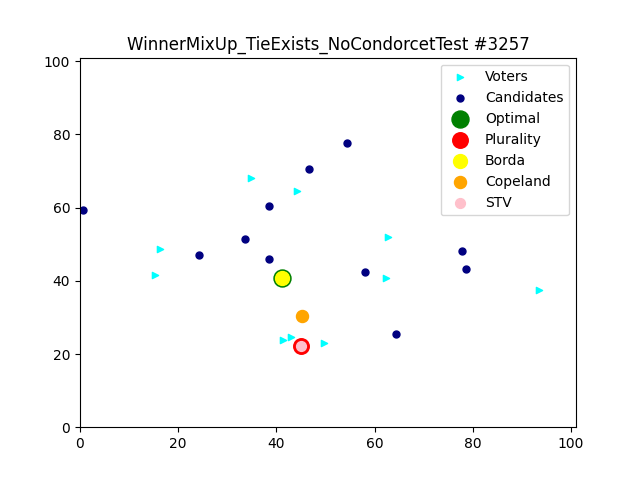 WinnerMixUp_TieExists_NoCondorcetTest #3257
100
80
60
40
20
0
0 20 40 60 80 100
Voters
Candidates
Optimal
Plurality
Borda
Copeland
STV